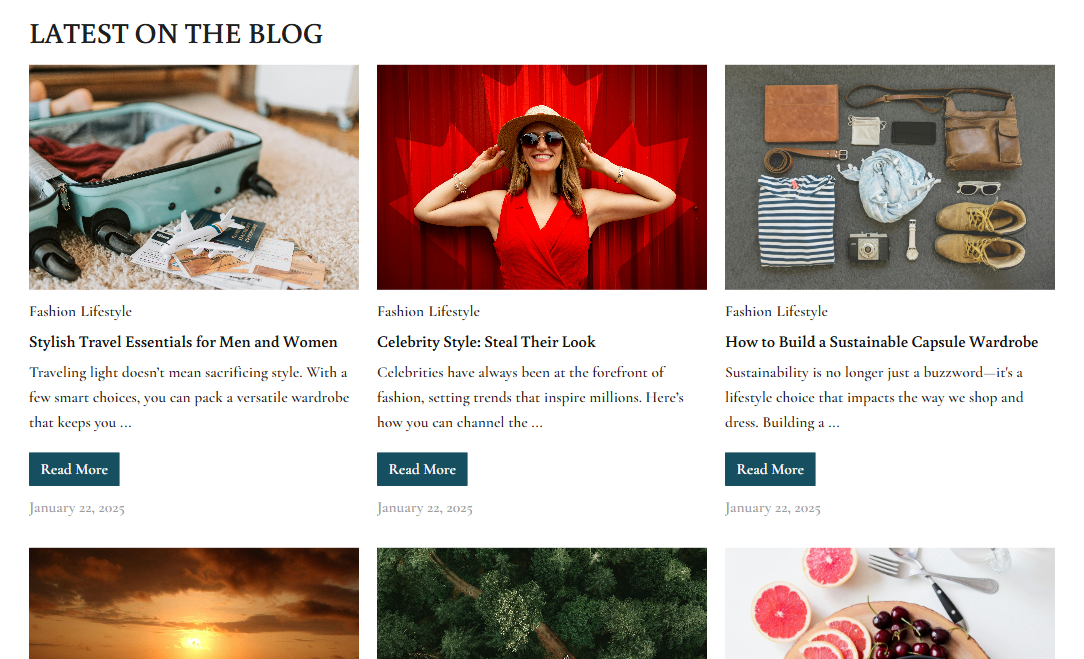 LATEST ON THE BLOG
Fashion Lifestyle
Stylish Travel Essentials for Men and Women
Traveling light doesn’t mean sacrificing style. With a
few smart choices, you can pack a versatile wardrobe
that keeps you ...
Read More
January 22, 2025
Fashion Lifestyle
Celebrity Style: Steal Their Look
Celebrities have always been at the forefront of
fashion, setting trends that inspire millions. Here’s
how you can channel the ...
Read More
January 22, 2025
Fashion Lifestyle
How to Build a Sustainable Capsule Wardrobe
Sustainability is no longer just a buzzword—it's a
lifestyle choice that impacts the way we shop and
dress. Building a ...
Read More
January 22, 2025